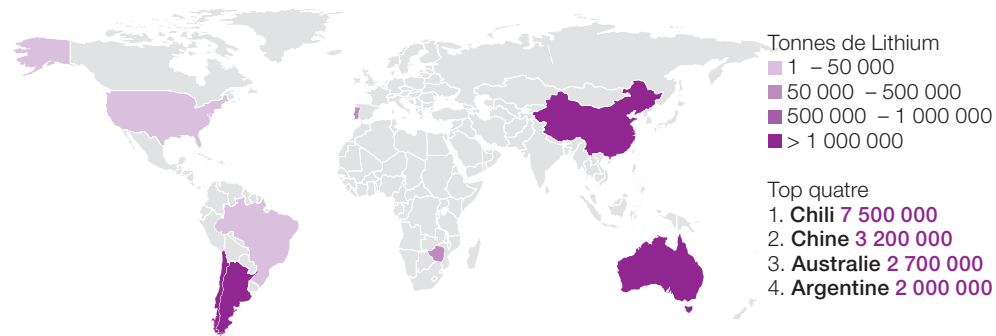 Tonnes de Lithium
1 – 50 000
50 000 – 500 000
500 000 – 1 000 000
> 1 000 000
Top quatre
1. Chili 7 500 000
2. Chine 3 200 000
3. Australie 2 700 000
4. Argentine 2 000 000